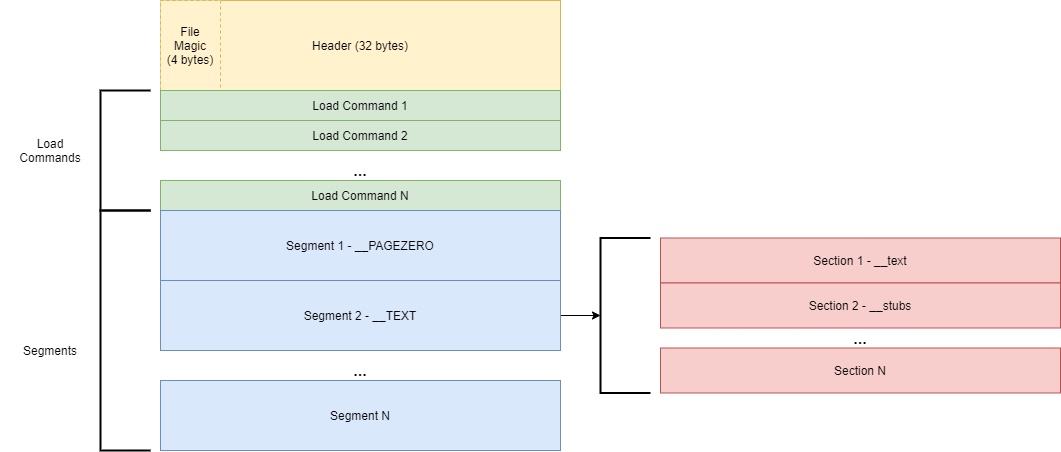 File
Magic
(4 bytes)
Header (32 bytes)
Load Command 1
Load Command 2
...
Load Command N
Load
Commands
Segment 1 - __PAGEZERO
Segment 2 - __TEXT
...
Segment N
Segments
Section 1 - __text
Section 2 - __stubs
...
Section N